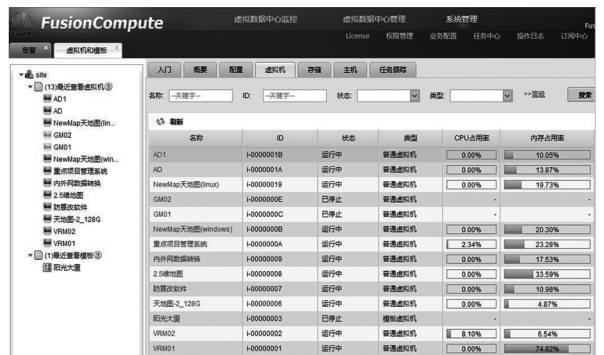 FusionCompute
虚拟数据中心监控 虚拟数据中心管理 系统管理
Fus
License 权限管理 业务配置 任务中心 操作日志 订阅中心
告警 × 虚拟机和模板 ×
入门 概要 配置 虚拟机 存储 主机 任务跟踪
名称: --关键字-- ID: --关键字-- 状态: 类型: >>高级 搜索
刷新
名称 ID 状态 类型 CPU占用率 内存占用率
AD1 i-0000001B 运行中 普通虚拟机 0.00% 10.05%
AD i-0000001A 运行中 普通虚拟机 0.00% 13.87%
NewMap天地图(linux) i-00000019 运行中 普通虚拟机 0.00% 19.73%
GM02 i-0000000E 已停止 普通虚拟机 - -
GM01 i-0000000C 已停止 普通虚拟机 - -
NewMap天地图(windows) i-0000000B 运行中 普通虚拟机 0.00% 20.30%
重点项目管理系统 i-0000000A 运行中 普通虚拟机 2.34% 23.28%
内外网数据转换 i-00000009 运行中 普通虚拟机 0.00% 17.53%
2.5维地图 i-00000008 运行中 普通虚拟机 0.00% 33.59%
防篡改软件 i-00000007 运行中 普通虚拟机 0.00% 10.98%
天地图-2_128G i-00000006 运行中 普通虚拟机 0.00% 4.87%
阳光大厦 i-00000003 已停止 模板虚拟机 - -
VRM02 i-00000002 运行中 普通虚拟机 8.10% 6.54%
VRM01 i-00000001 运行中 普通虚拟机 0.00% 74.82%
site
(13)最近查看虚拟机
AD1
AD
NewMap天地图(lin...
GM02
GM01
NewMap天地图(win...
重点项目管理系统
内外网数据转换
2.5维地图
防篡改软件
天地图-2_128G
VRM02
VRM01
(1)最近查看模板
阳光大厦